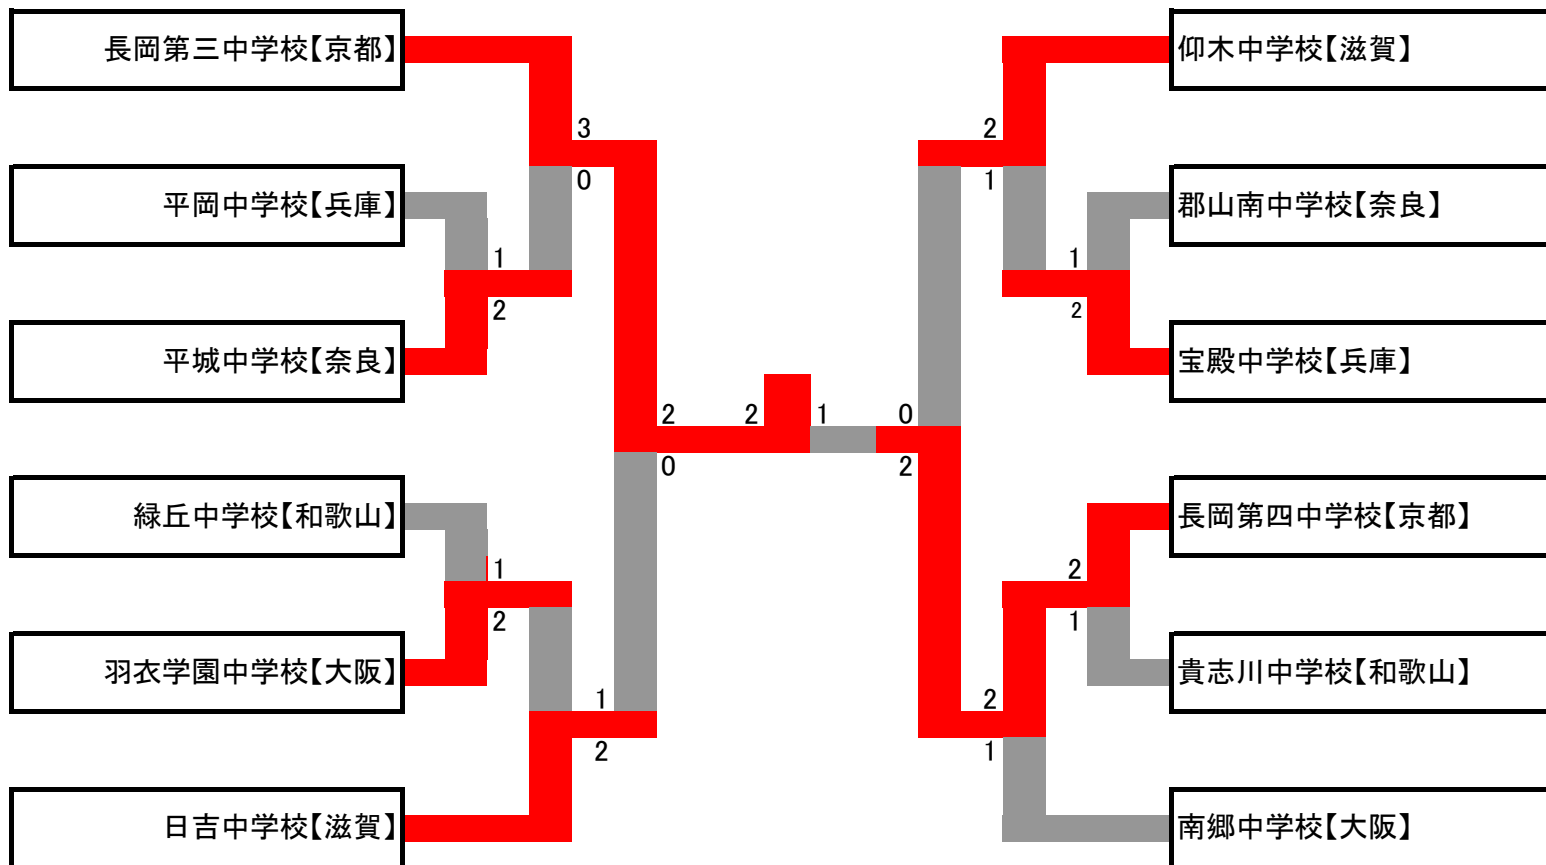 長岡第三中学校【京都】
仰木中学校【滋賀】
3
2
0
1
平岡中学校【兵庫】
郡山南中学校【奈良】
1
1
2
2
平城中学校【奈良】
宝殿中学校【兵庫】
2
2
1
0
0
2
緑丘中学校【和歌山】
長岡第四中学校【京都】
1
2
2
1
羽衣学園中学校【大阪】
貴志川中学校【和歌山】
1
2
2
1
日吉中学校【滋賀】
南郷中学校【大阪】